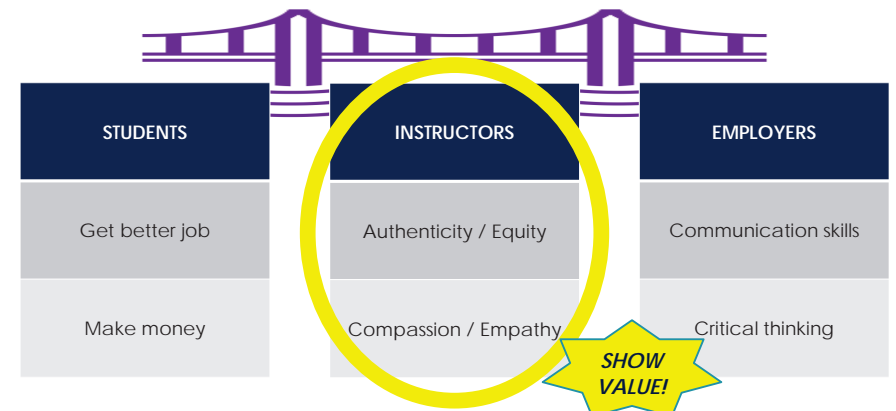 STUDENTS
INSTRUCTORS
EMPLOYERS
Get better job
Authenticity / Equity
Communication skills
Make money
Compassion / Empathy
Critical thinking
SHOW
VALUE!